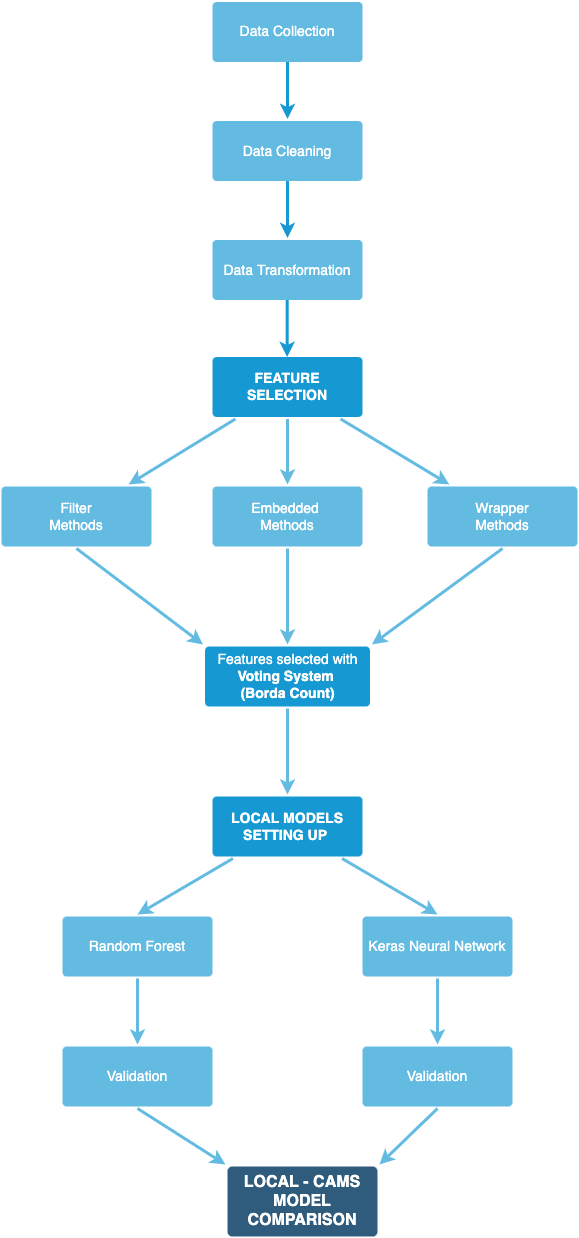 Data Collection
Data Cleaning
Data Transformation
FEATURE
SELECTION
Filter
Methods
Embedded
Methods
Wrapper
Methods
Features selected with
Voting System
(Borda Count)
LOCAL MODELS
SETTING UP
Random Forest
Keras Neural Network
Validation
Validation
LOCAL - CAMS
MODEL
COMPARISON